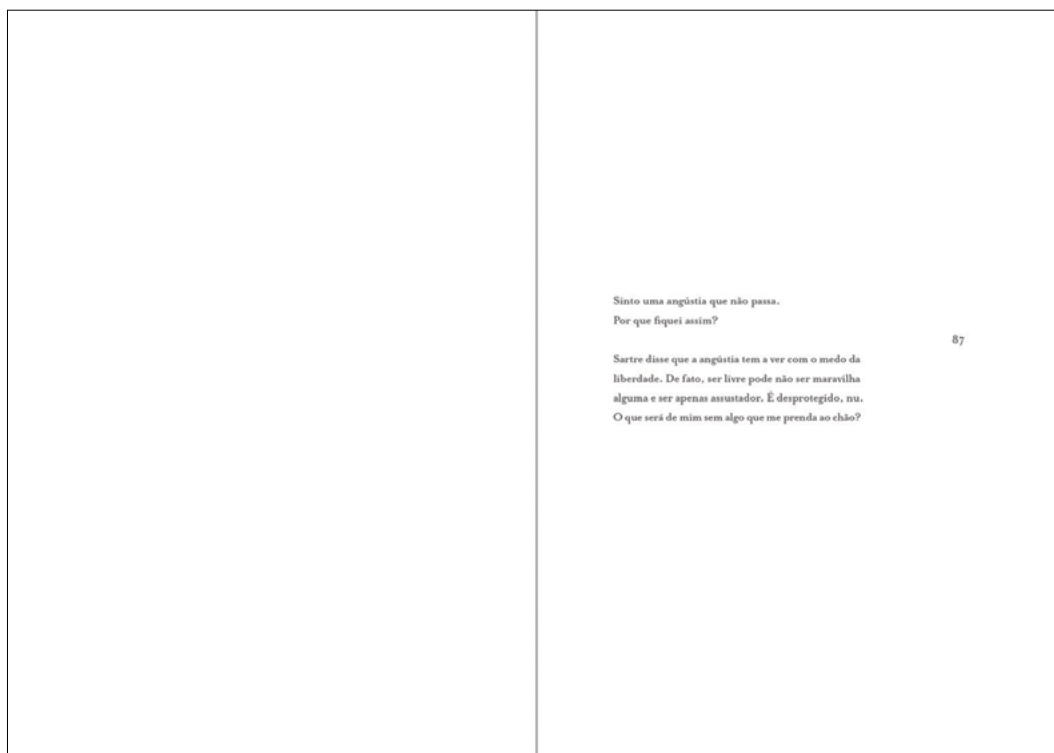 Sinto uma angústia que não passa.
Por que fiquei assim?
87
Sartre disse que a angústia tem a ver com o medo da
liberdade. De fato, ser livre pode não ser maravilha
alguma e ser apenas assustador. É desprotegido, nu.
O que será de mim sem algo que me prenda ao chão?